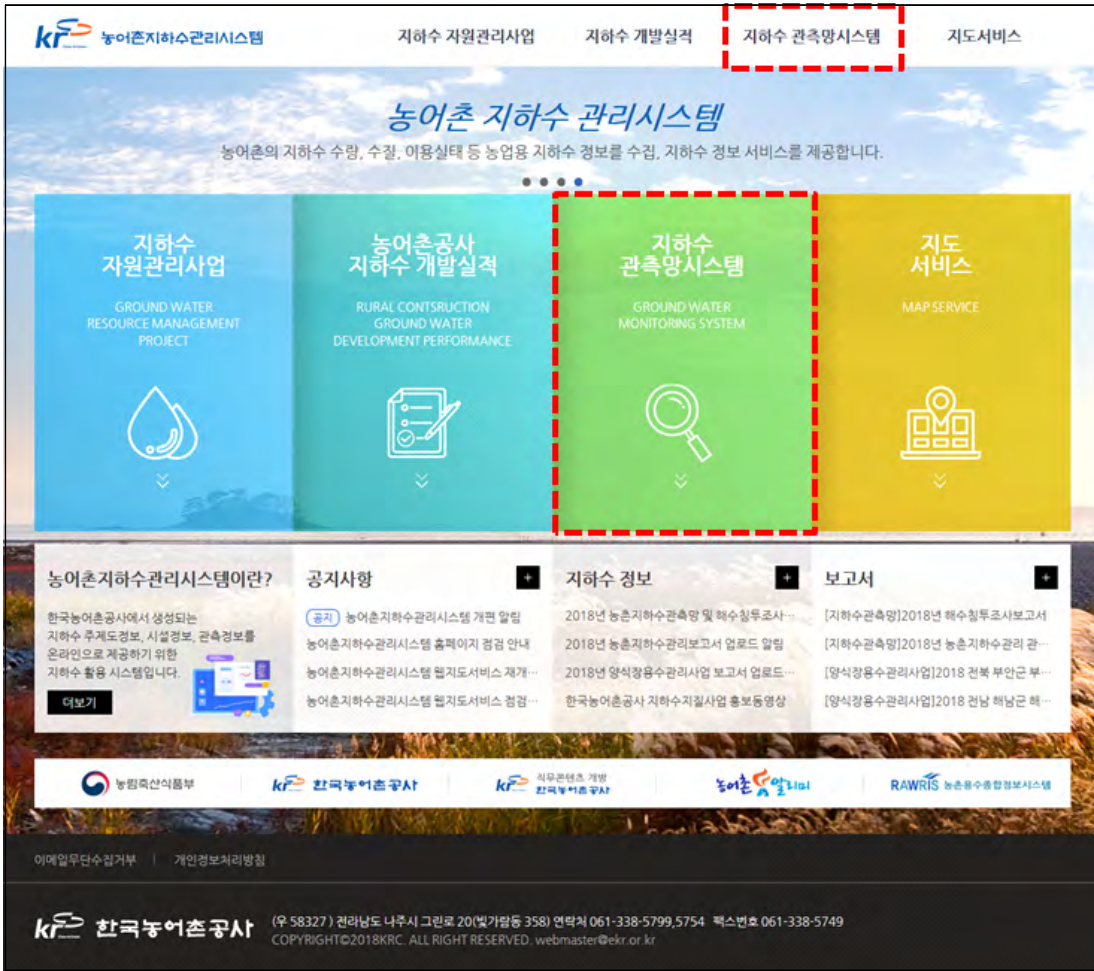 kr 농어촌지하수관리시스템
지하수 자원관리사업 지하수 개발실적 지하수 관측망시스템 지도서비스
농어촌 지하수 관리시스템
농어촌의 지하수 수량, 수질, 이용실태 등 농업용 지하수 정보를 수집, 지하수 정보 서비스를 제공합니다.
지하수
자원관리사업
GROUND WATER
RESOURCE MANAGEMENT
PROJECT
농어촌공사
지하수 개발실적
RURAL CONTSRUCTION
GROUND WATER
DEVELOPMENT PERFORMANCE
지하수
관측망시스템
GROUND WATER
MONITORING SYSTEM
지도
서비스
MAP SERVICE
농어촌지하수관리시스템이란?
한국농어촌공사에서 생성되는
지하수 주제도정보, 시설정보, 관측정보를
온라인으로 제공하기 위한
지하수 활용 시스템입니다.
더보기
공지사항 +
공지 농어촌지하수관리시스템 개편 알림
농어촌지하수관리시스템 홈페이지 점검 안내
농어촌지하수관리시스템 웹지도서비스 재개…
농어촌지하수관리시스템 웹지도서비스 점검…
지하수 정보 +
2018년 농촌지하수관측망 및 해수침투조사…
2018년 농촌지하수관리보고서 업로드 알림
2018년 양식장용수관리사업 보고서 업로드…
한국농어촌공사 지하수지질사업 홍보동영상
보고서 +
[지하수관측망]2018년 해수침투조사보고서
[지하수관측망]2018년 농촌지하수관리 관…
[양식장용수관리사업]2018 전북 부안군 부…
[양식장용수관리사업]2018 전남 해남군 해…
농림축산식품부
kr 한국농어촌공사
kr 직무콘텐츠 개발
한국농어촌공사
농어촌 알리미
RAWRIS 농촌용수종합정보시스템
이메일무단수집거부 | 개인정보처리방침
kr 한국농어촌공사
(우 58327 ) 전라남도 나주시 그린로 20(빛가람동 358) 연락처 061-338-5799,5754 팩스번호 061-338-5749
COPYRIGHT©2018KRC. ALL RIGHT RESERVED. webmaster@ekr.or.kr